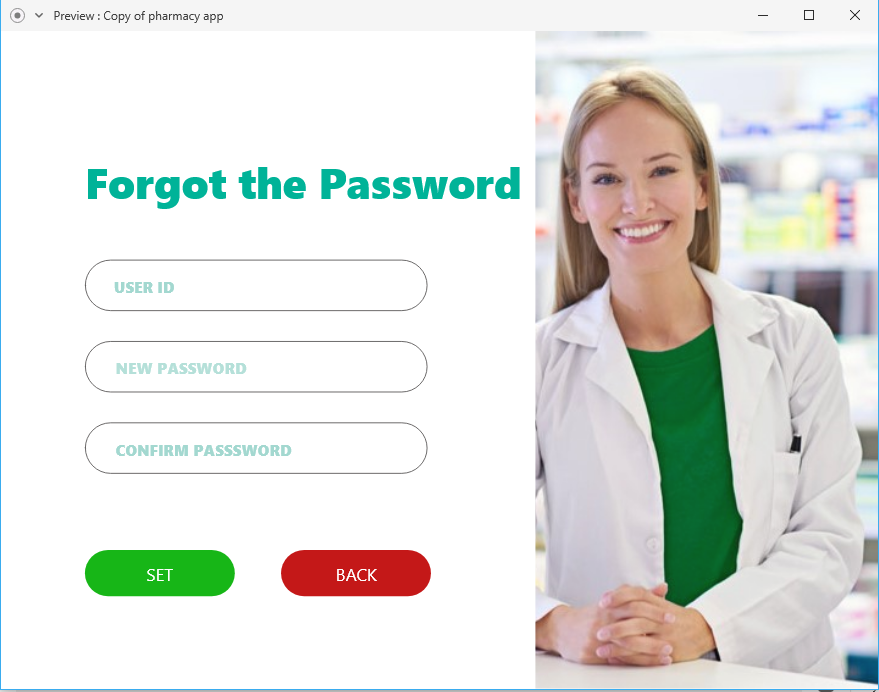 Preview : Copy of pharmacy app
Forgot the Password
USER ID
NEW PASSWORD
CONFIRM PASSSWORD
SET
BACK